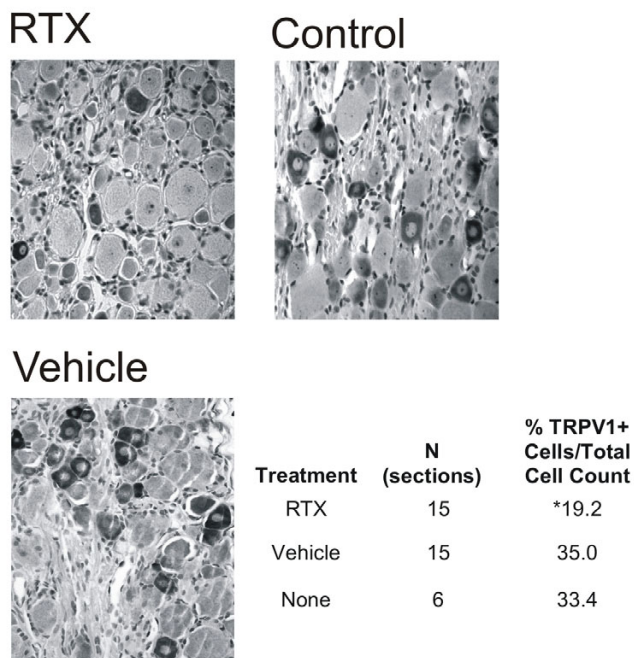 RTX
Control
Vehicle
Treatment N (sections) % TRPV1+ Cells/Total Cell Count
RTX 15 *19.2
Vehicle 15 35.0
None 6 33.4